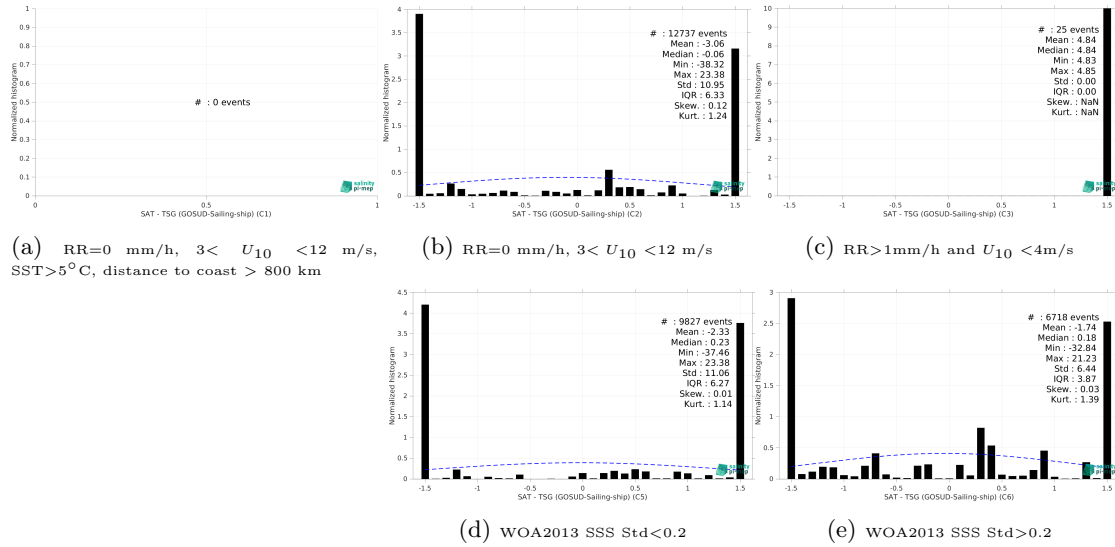 1
0.9
0.8
0.7
0.6
0.5
0.4
0.3
0.2
0.1
0
Normalized histogram
# : 0 events
salinity
pi-mep
0 0.5 1
SAT - TSG (GOSUD-Sailing-ship) (C1)
(a) RR=0 mm/h, 3< U10 <12 m/s,
SST>5°C, distance to coast > 800 km
4
3.5
3
2.5
2
1.5
1
0.5
0
Normalized histogram
# : 12737 events
Mean : -3.06
Median : -0.06
Min : -38.32
Max : 23.38
Std : 10.95
IQR : 6.33
Skew. : 0.12
Kurt. : 1.24
salinity
pi-mep
-1.5 -1 -0.5 0 0.5 1 1.5
SAT - TSG (GOSUD-Sailing-ship) (C2)
(b) RR=0 mm/h, 3< U10 <12 m/s
10
9
8
7
6
5
4
3
2
1
0
Normalized histogram
# : 25 events
Mean : 4.84
Median : 4.84
Min : 4.83
Max : 4.85
Std : 0.00
IQR : 0.00
Skew. : NaN
Kurt. : NaN
salinity
pi-mep
-1.5 -1 -0.5 0 0.5 1 1.5
SAT - TSG (GOSUD-Sailing-ship) (C3)
(c) RR>1mm/h and U10 <4m/s
4.5
4
3.5
3
2.5
2
1.5
1
0.5
0
Normalized histogram
# : 9827 events
Mean : -2.33
Median : 0.23
Min : -37.46
Max : 23.38
Std : 11.06
IQR : 6.27
Skew. : 0.01
Kurt. : 1.14
salinity
pi-mep
-1.5 -1 -0.5 0 0.5 1 1.5
SAT - TSG (GOSUD-Sailing-ship) (C5)
(d) WOA2013 SSS Std<0.2
3
2.5
2
1.5
1
0.5
0
Normalized histogram
# : 6718 events
Mean : -1.74
Median : 0.18
Min : -32.84
Max : 21.23
Std : 6.44
IQR : 3.87
Skew. : 0.03
Kurt. : 1.39
salinity
pi-mep
-1.5 -1 -0.5 0 0.5 1 1.5
SAT - TSG (GOSUD-Sailing-ship) (C6)
(e) WOA2013 SSS Std>0.2